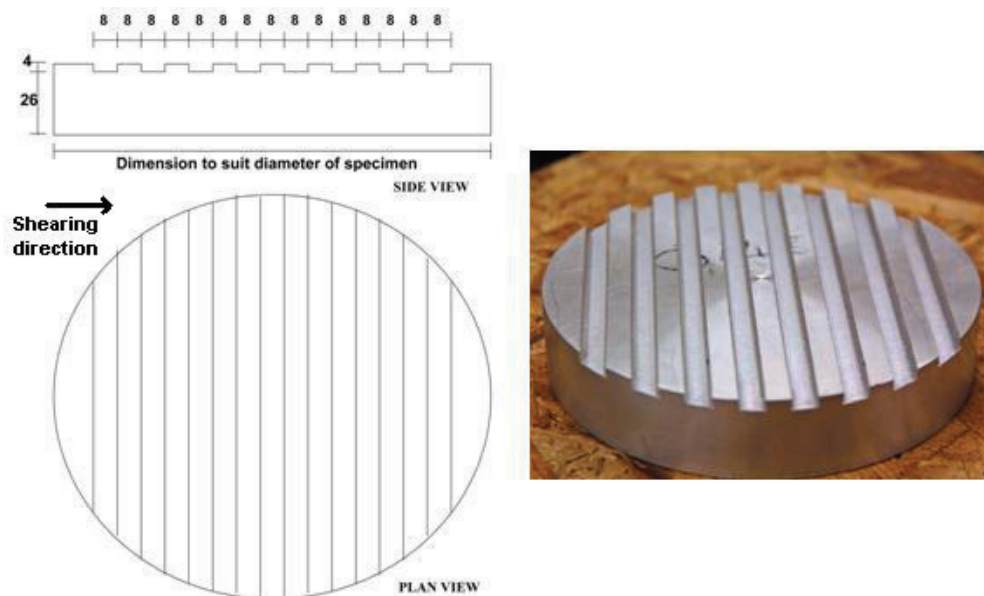 8 8 8 8 8 8 8 8 8 8 8 8 8 8 8
4
26
Dimension to suit diameter of specimen
SIDE VIEW
Shearing
direction
PLAN VIEW